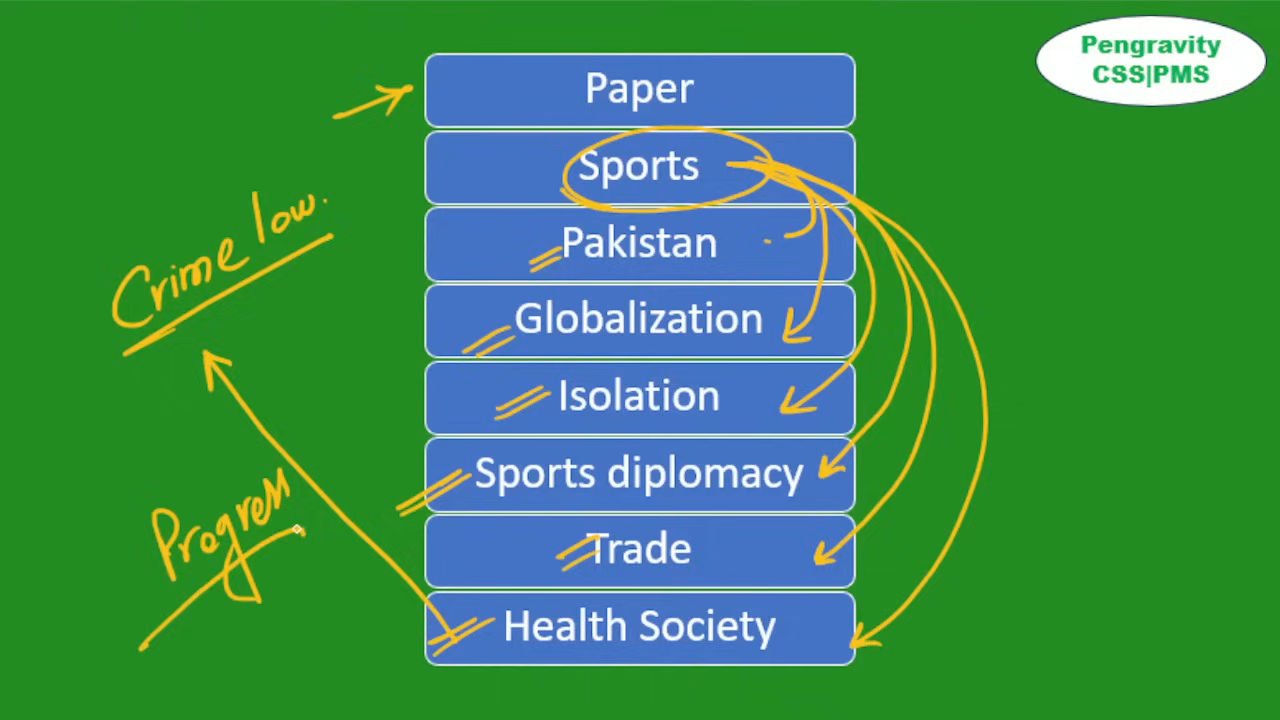 Pengravity
CSS|PMS
Paper
Sports
Pakistan
Globalization
Isolation
Sports diplomacy
Trade
Health Society
Crime low.
Progress